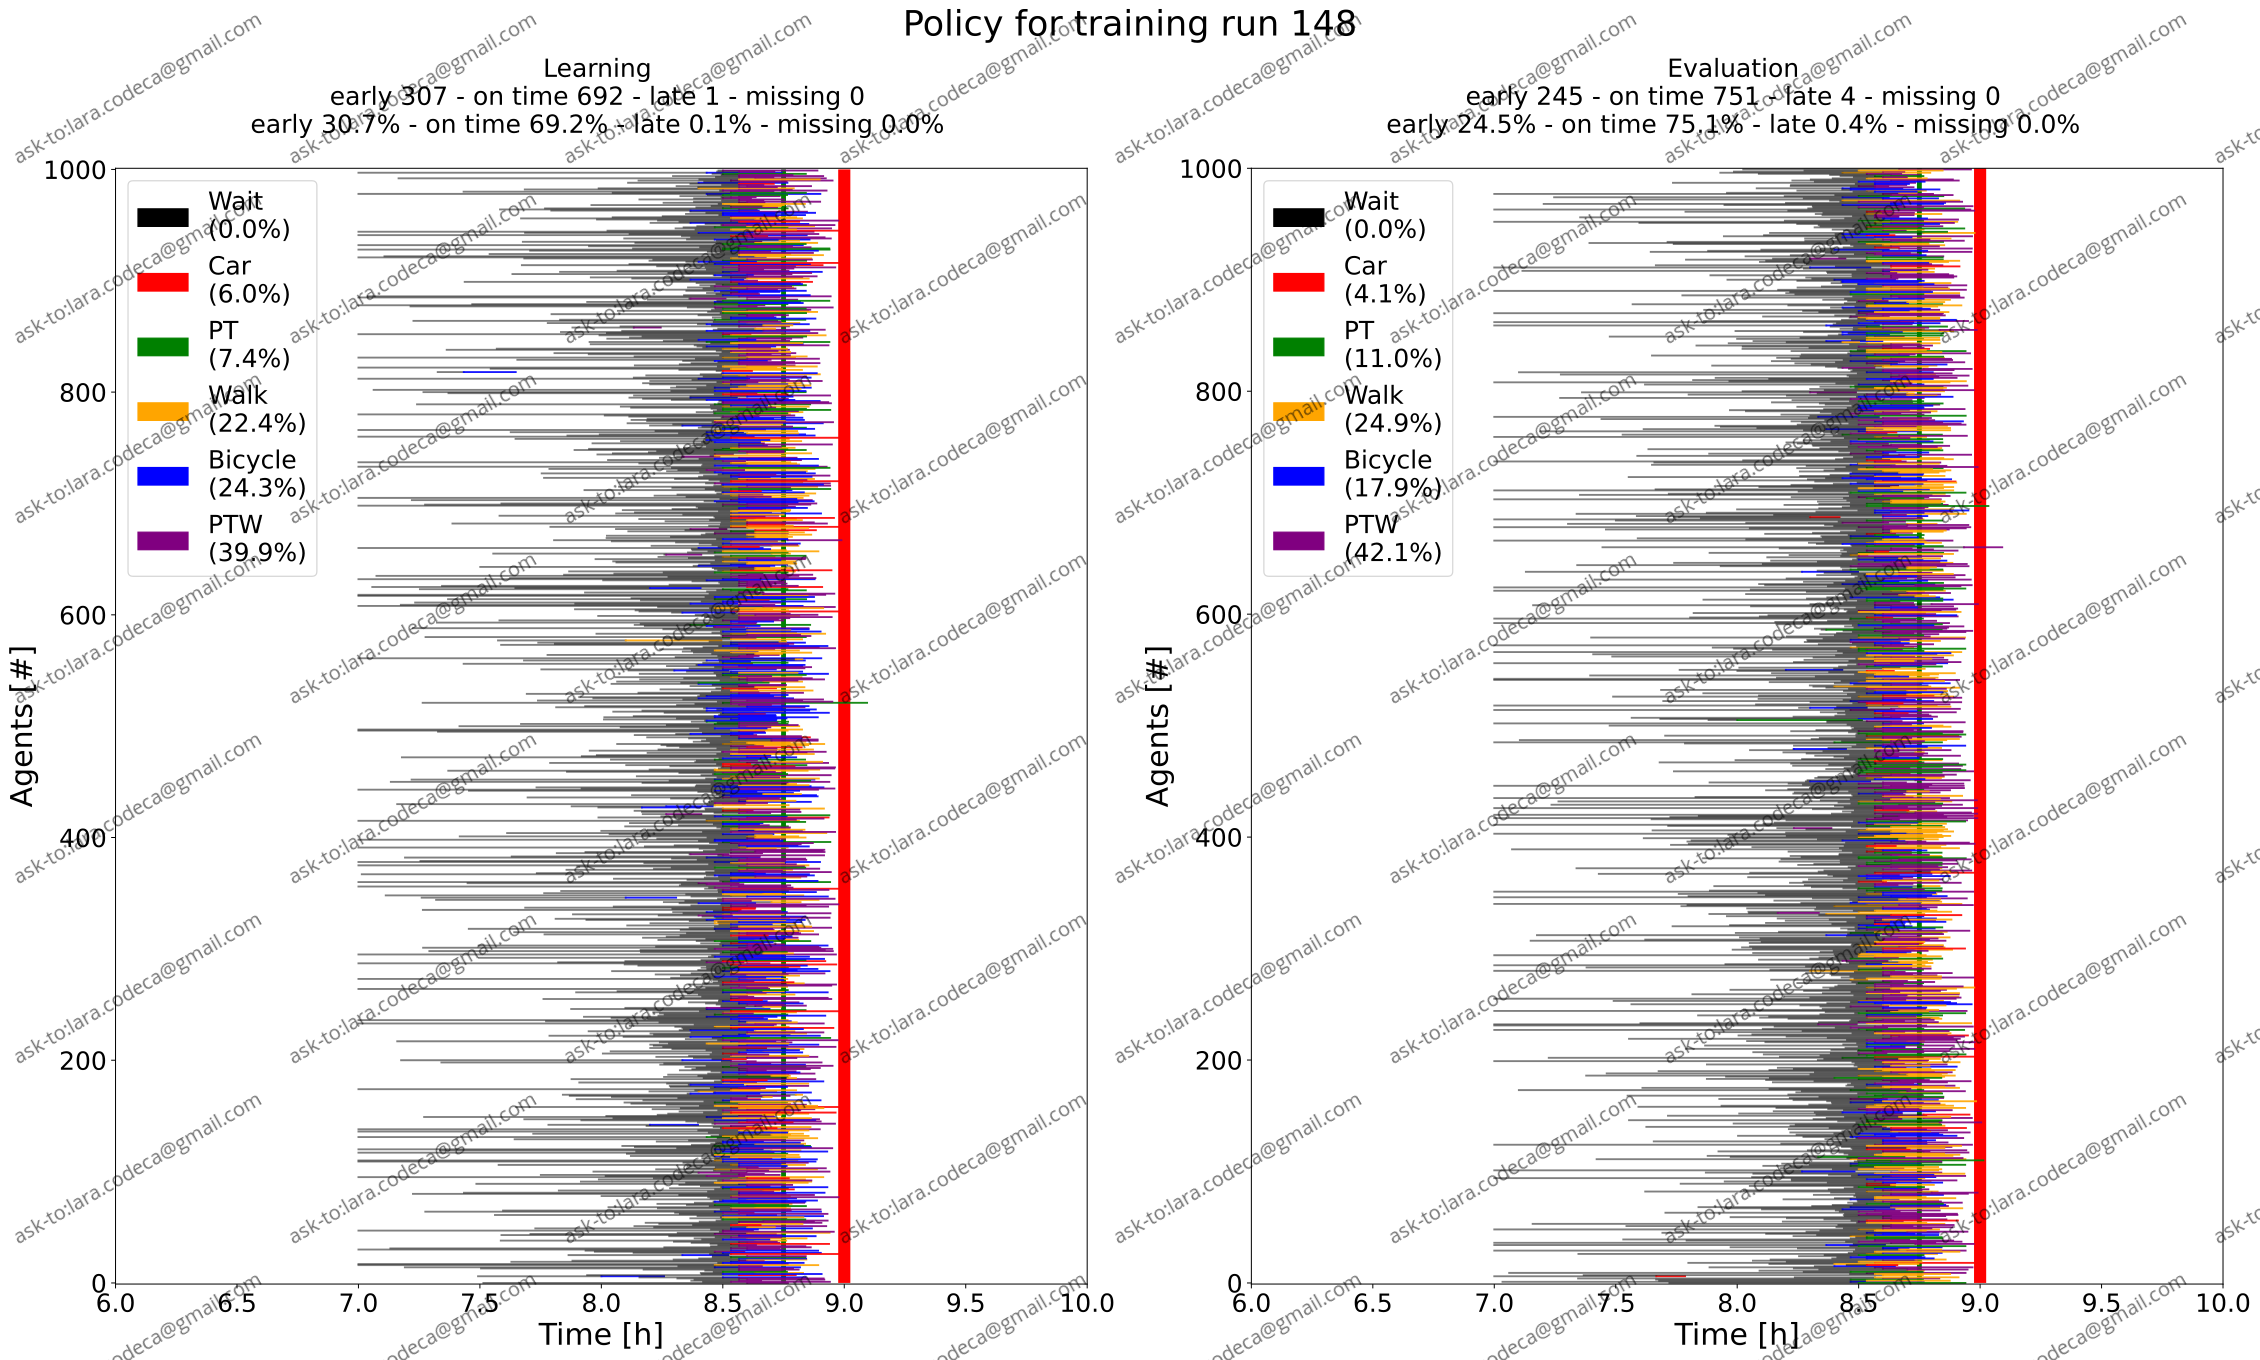 Policy for training run 148
Learning
early 307 - on time 692 - late 1 - missing 0
early 30.7% - on time 69.2% - late 0.1% - missing 0.0%
Wait
(0.0%)
Car
(6.0%)
PT
(7.4%)
Walk
(22.4%)
Bicycle
(24.3%)
PTW
(39.9%)
1000
800
600
400
200
0
Agents [#]
6.0 6.5 7.0 7.5 8.0 8.5 9.0 9.5 10.0
Time [h]
Evaluation
early 245 - on time 751 - late 4 - missing 0
early 24.5% - on time 75.1% - late 0.4% - missing 0.0%
Wait
(0.0%)
Car
(4.1%)
PT
(11.0%)
Walk
(24.9%)
Bicycle
(17.9%)
PTW
(42.1%)
1000
800
600
400
200
0
Agents [#]
6.0 6.5 7.0 7.5 8.0 8.5 9.0 9.5 10.0
Time [h]
ask-to:lara.codeca@gmail.com